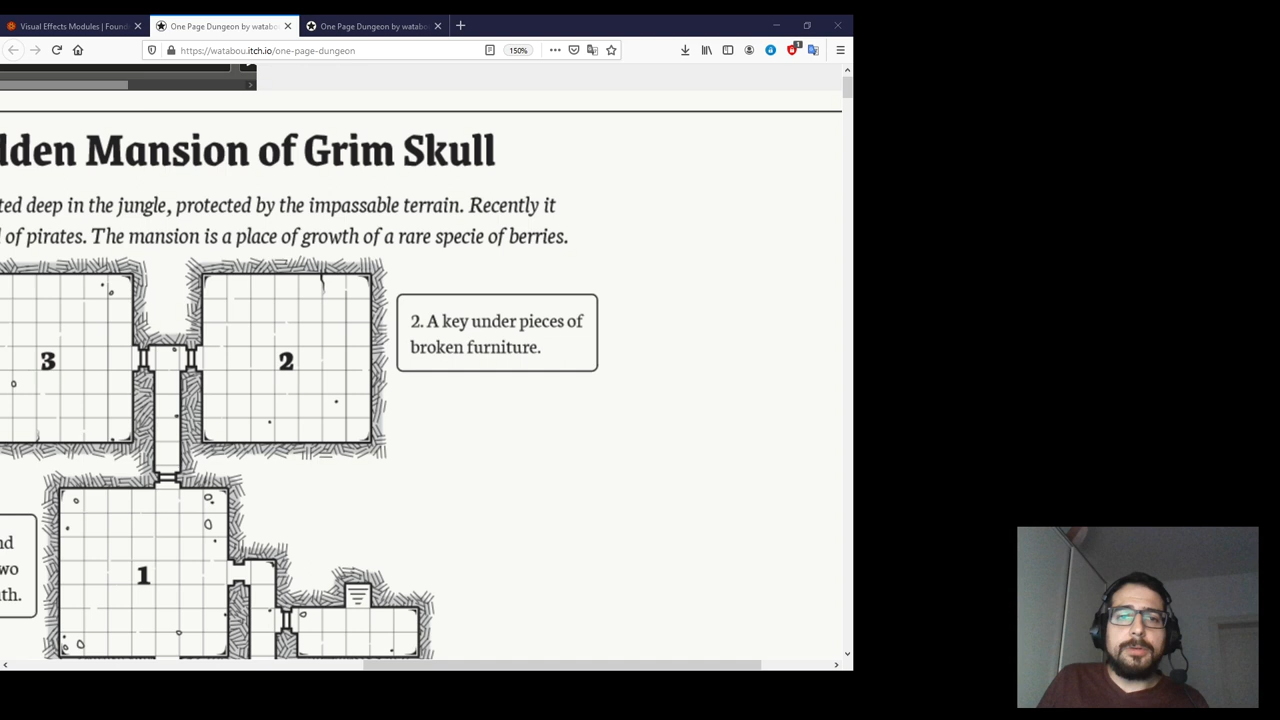 Visual Effects Modules | Found
One Page Dungeon by watabou
One Page Dungeon by watabou
https://watabou.itch.io/one-page-dungeon
150%
1
dden Mansion of Grim Skull
ted deep in the jungle, protected by the impassable terrain. Recently it
of pirates. The mansion is a place of growth of a rare specie of berries.
3
2
2. A key under pieces of
broken furniture.
1
nd
wo
uth.